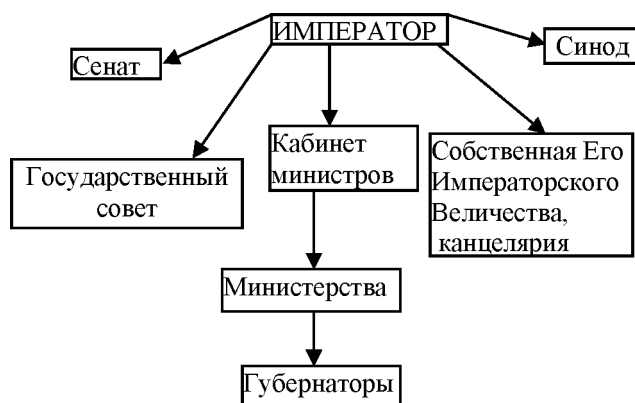 ИМПЕРАТОР
Сенат
Синод
Государственный
совет
Кабинет
министров
Собственная Его
Императорского
Величества,
канцелярия
Министерства
Губернаторы